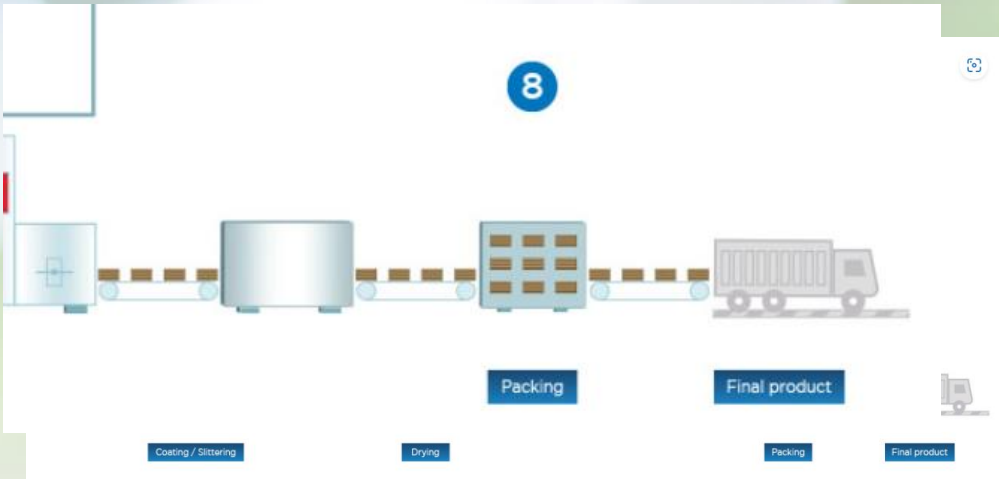 8
Packing
Final product
Coating / Slittering
Drying
Packing
Final product